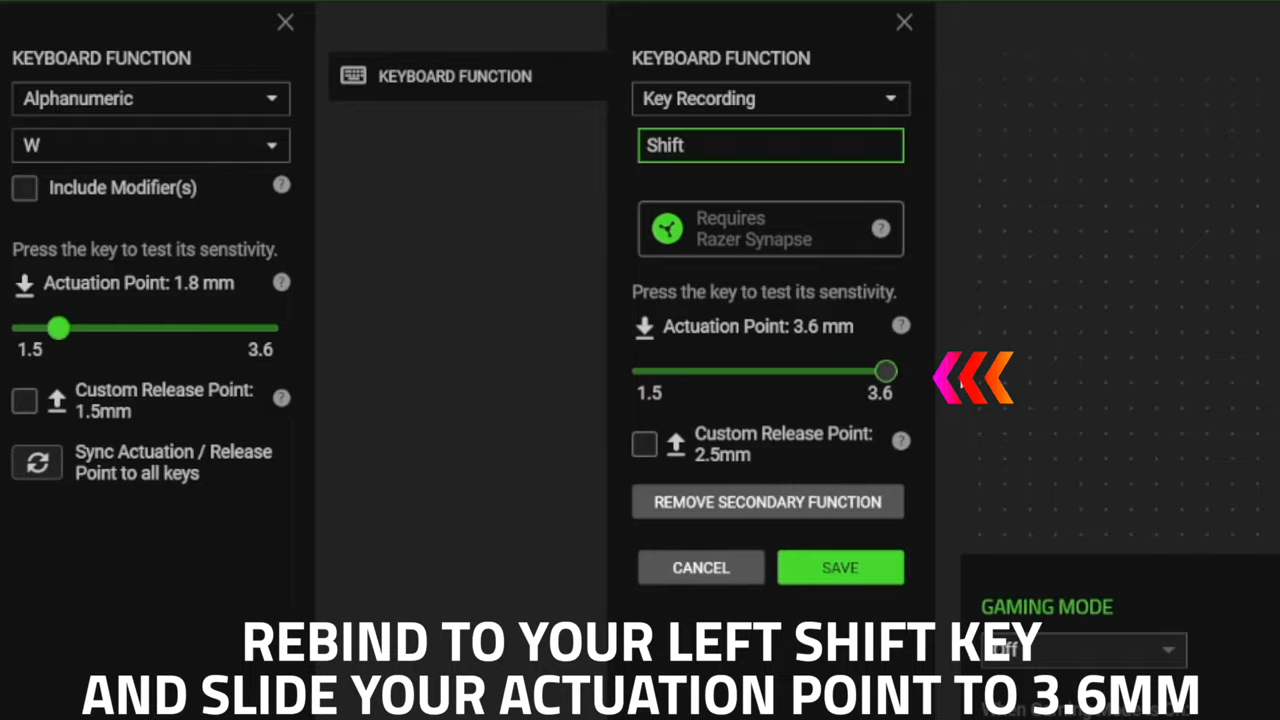 KEYBOARD FUNCTION
Alphanumeric
W
Include Modifier(s)
Press the key to test its senstivity.
Actuation Point: 1.8 mm
1.5 3.6
Custom Release Point:
1.5mm
Sync Actuation / Release
Point to all keys
KEYBOARD FUNCTION
KEYBOARD FUNCTION
Key Recording
Shift
Requires
Razer Synapse
Press the key to test its senstivity.
Actuation Point: 3.6 mm
1.5 3.6
Custom Release Point:
2.5mm
REMOVE SECONDARY FUNCTION
CANCEL SAVE
GAMING MODE
Off
REBIND TO YOUR LEFT SHIFT KEY
AND SLIDE YOUR ACTUATION POINT TO 3.6MM